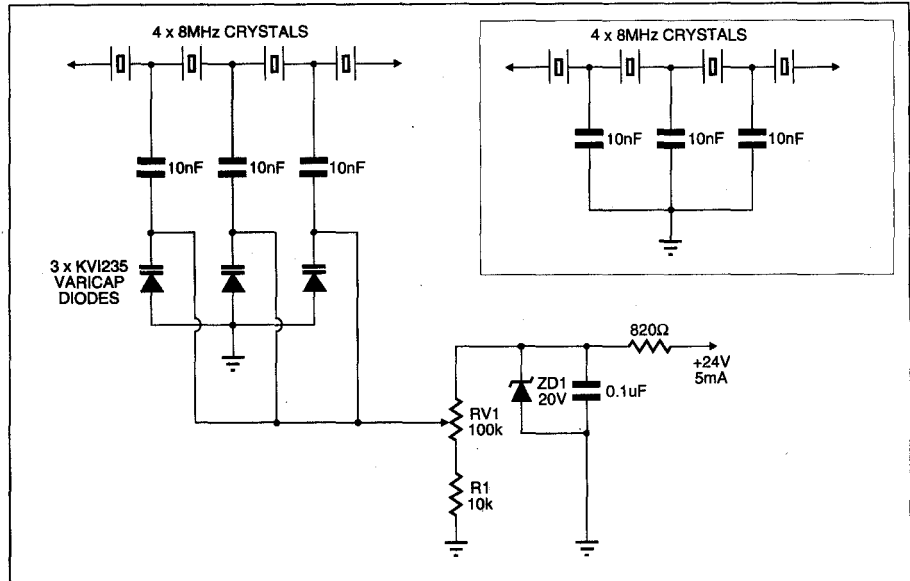 4 x 8MHz CRYSTALS
10nF
10nF
10nF
3 x KVI235
VARICAP
DIODES
4 x 8MHz CRYSTALS
10nF
10nF
10nF
820Ω
+24V
5mA
ZD1
20V
0.1uF
RV1
100k
R1
10k